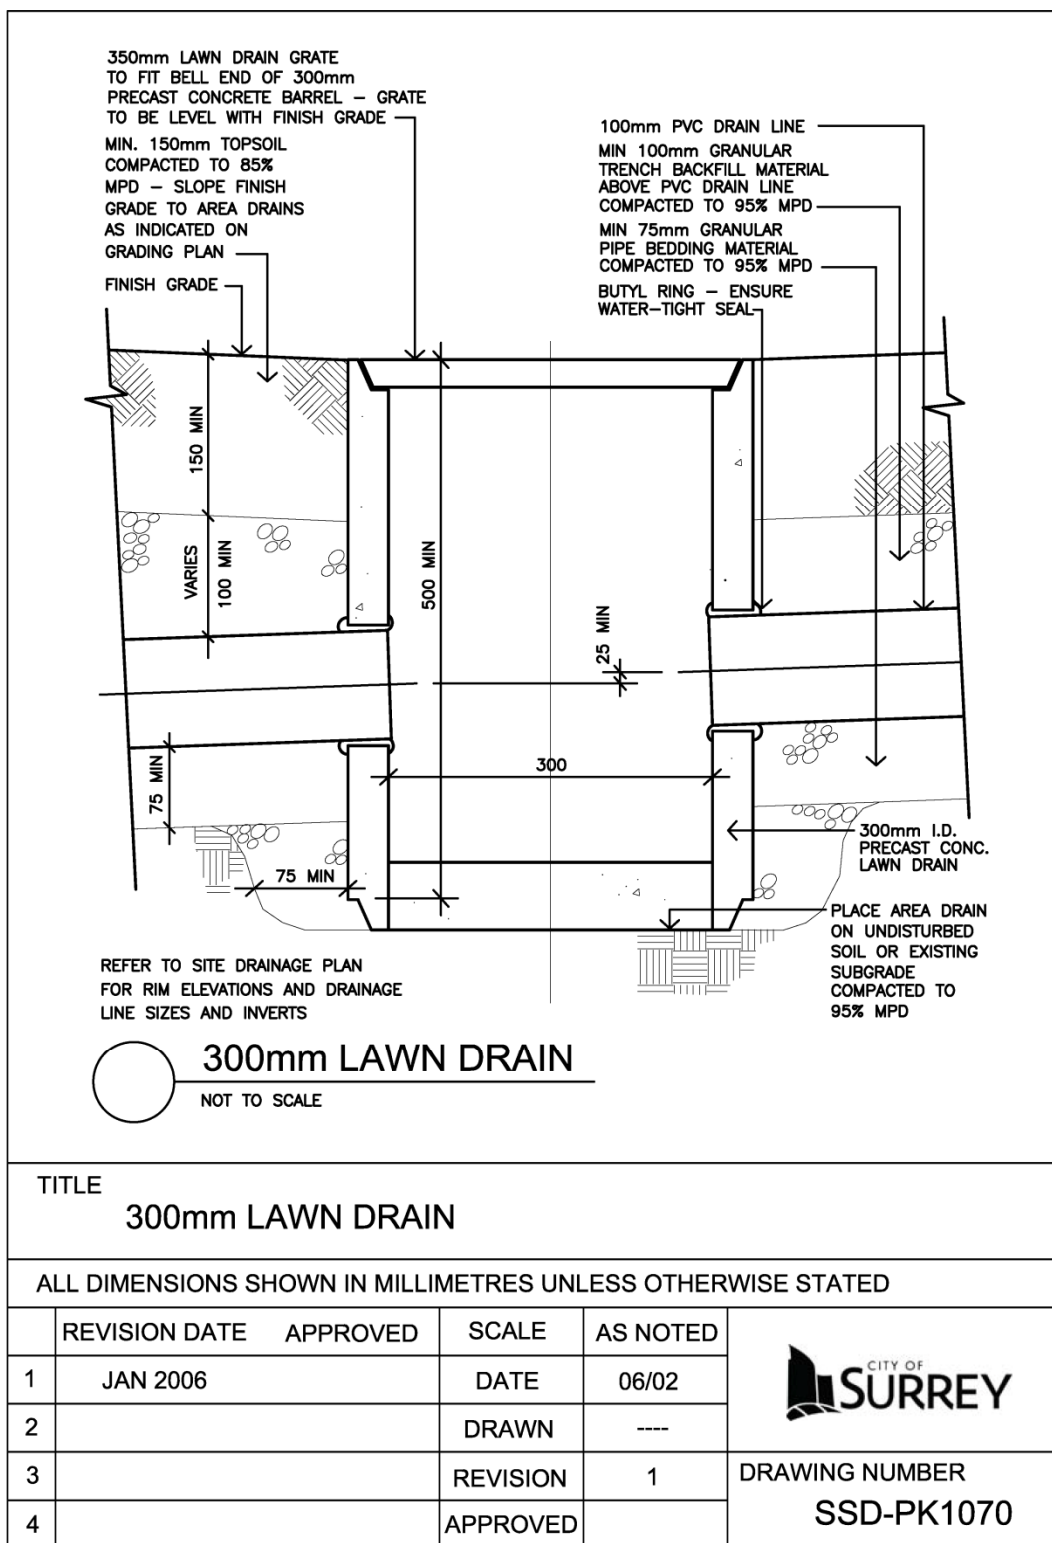 350mm LAWN DRAIN GRATE
TO FIT BELL END OF 300mm
PRECAST CONCRETE BARREL – GRATE
TO BE LEVEL WITH FINISH GRADE
MIN. 150mm TOPSOIL
COMPACTED TO 85%
MPD – SLOPE FINISH
GRADE TO AREA DRAINS
AS INDICATED ON
GRADING PLAN
FINISH GRADE
100mm PVC DRAIN LINE
MIN 100mm GRANULAR
TRENCH BACKFILL MATERIAL
ABOVE PVC DRAIN LINE
COMPACTED TO 95% MPD
MIN 75mm GRANULAR
PIPE BEDDING MATERIAL
COMPACTED TO 95% MPD
BUTYL RING – ENSURE
WATER–TIGHT SEAL
150 MIN
VARIES
100 MIN
500 MIN
25 MIN
75 MIN
300
75 MIN
300mm I.D.
PRECAST CONC.
LAWN DRAIN
PLACE AREA DRAIN
ON UNDISTURBED
SOIL OR EXISTING
SUBGRADE
COMPACTED TO
95% MPD
REFER TO SITE DRAINAGE PLAN
FOR RIM ELEVATIONS AND DRAINAGE
LINE SIZES AND INVERTS
300mm LAWN DRAIN
NOT TO SCALE
TITLE
300mm LAWN DRAIN
ALL DIMENSIONS SHOWN IN MILLIMETRES UNLESS OTHERWISE STATED
REVISION DATE APPROVED SCALE AS NOTED
1 JAN 2006 DATE 06/02
2 DRAWN ----
3 REVISION 1
4 APPROVED
CITY OF
SURREY
DRAWING NUMBER
SSD-PK1070